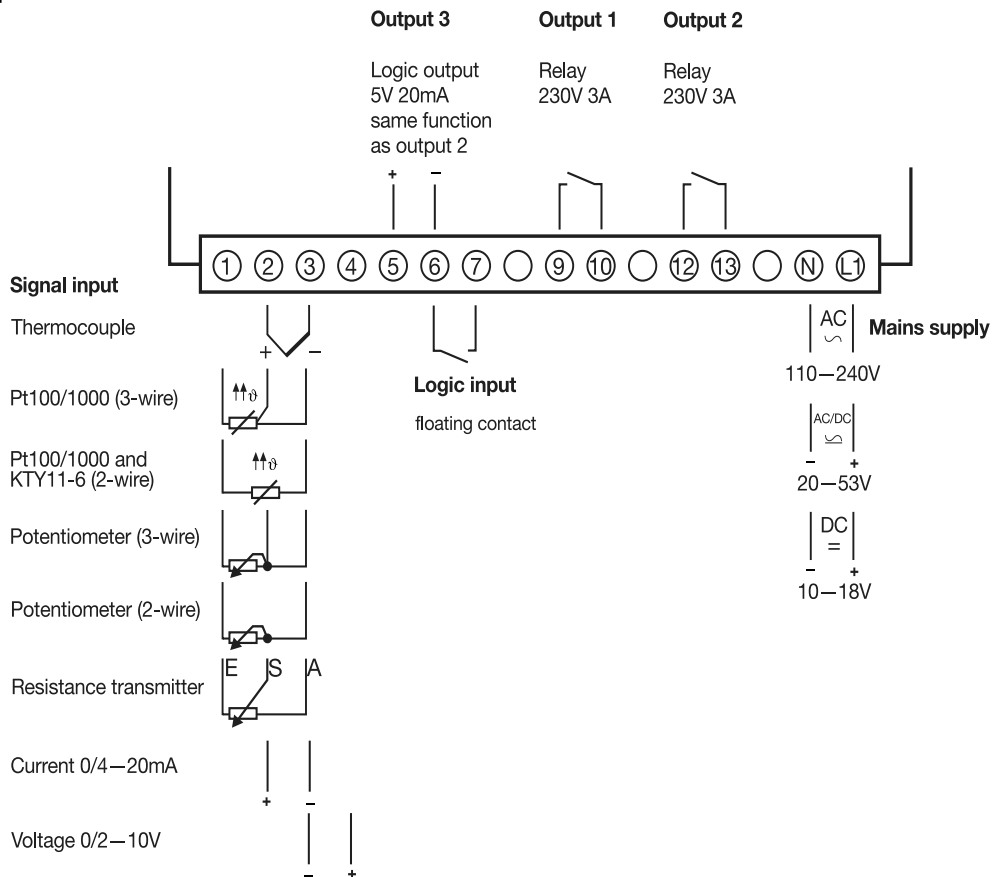 Output 3
Output 1
Output 2
Logic output
5V 20mA
same function
as output 2
Relay
230V 3A
Relay
230V 3A
+ −
1 2 3 4 5 6 7 9 10 12 13 N L1
Signal input
Thermocouple
+ −
Pt100/1000 (3-wire)
ϑ
Pt100/1000 and
KTY11-6 (2-wire)
ϑ
Potentiometer (3-wire)
Potentiometer (2-wire)
Resistance transmitter
E S A
Current 0/4—20mA
+ −
Voltage 0/2—10V
− +
Logic input
floating contact
Mains supply
AC
110—240V
AC/DC
− +
20—53V
DC
=
− +
10—18V